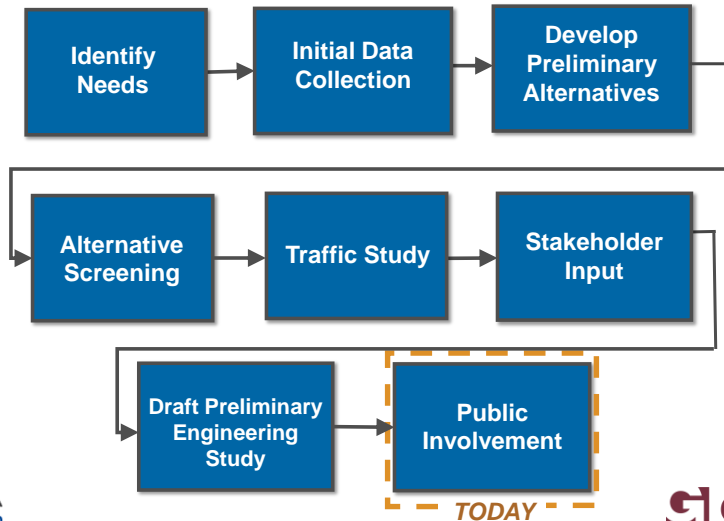 Identify
Needs
Initial Data
Collection
Develop
Preliminary
Alternatives
Alternative
Screening
Traffic Study
Stakeholder
Input
Draft Preliminary
Engineering
Study
Public
Involvement
TODAY